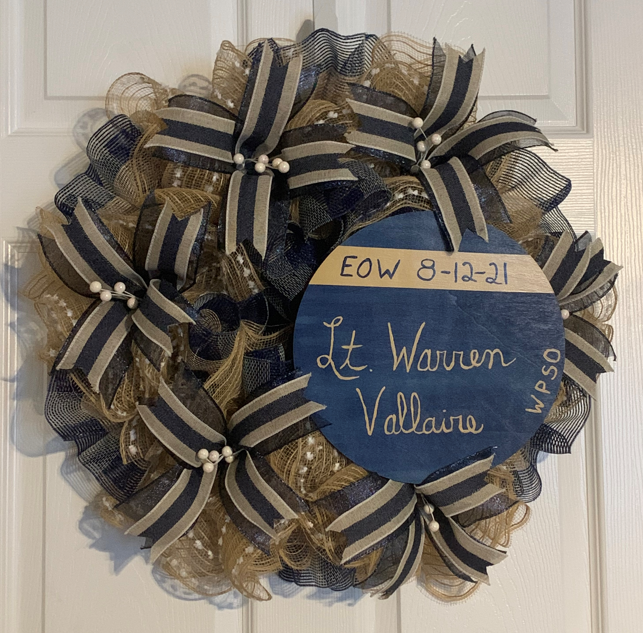 EOW 8-12-21
Lt. Warren
Vallaire
WPSO